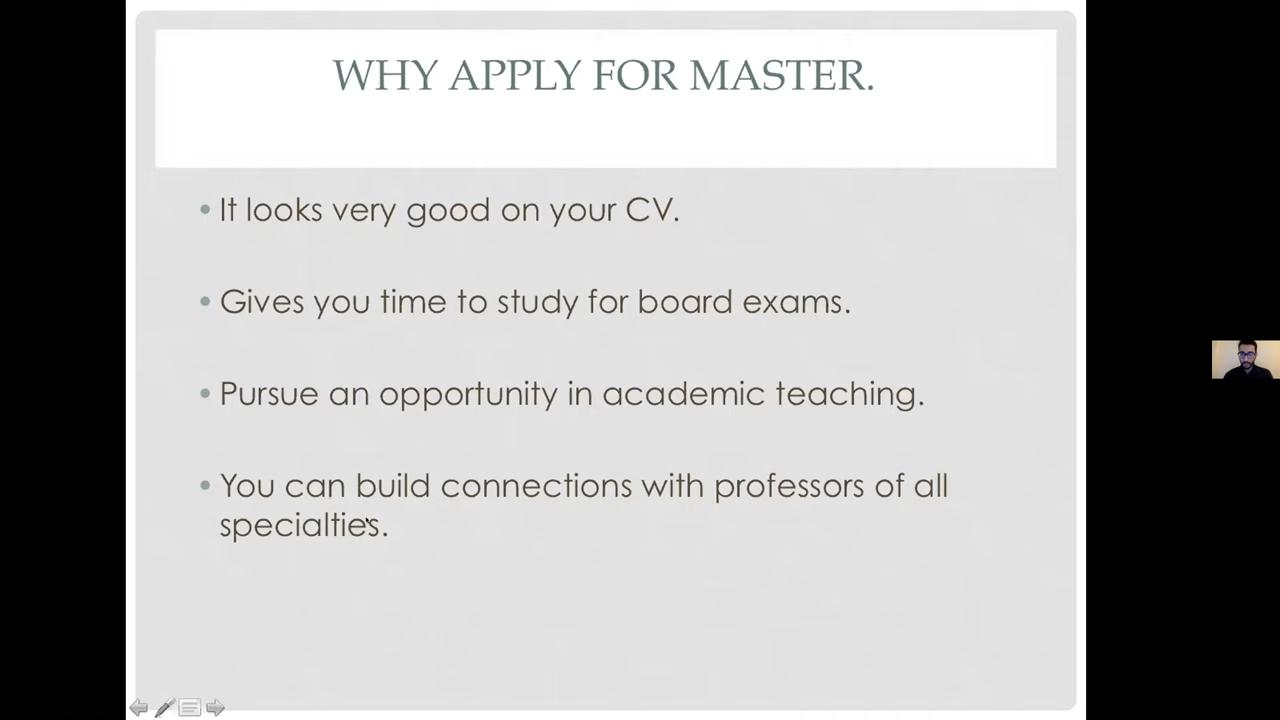 WHY APPLY FOR MASTER.
• It looks very good on your CV.
• Gives you time to study for board exams.
• Pursue an opportunity in academic teaching.
• You can build connections with professors of all
specialties.